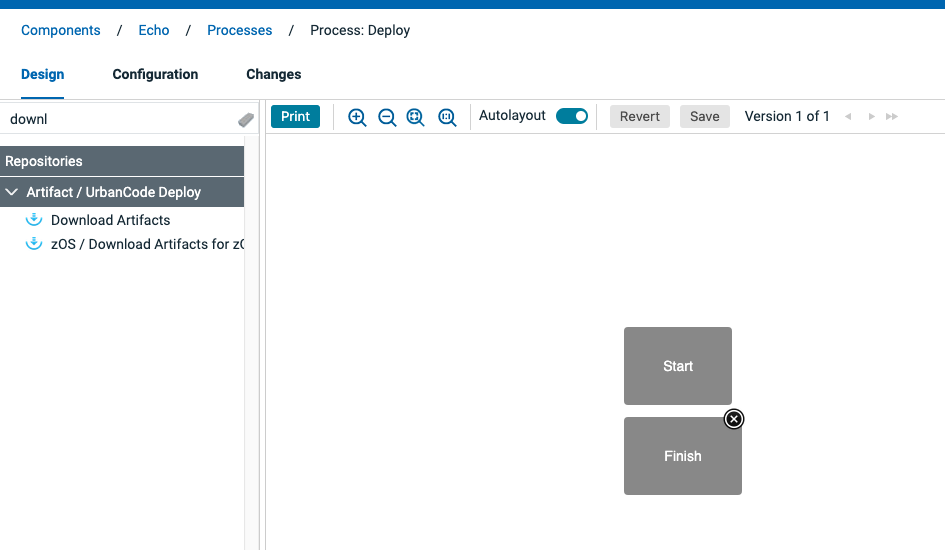 Components / Echo / Processes / Process: Deploy
Design Configuration Changes
downl
Print Autolayout Revert Save Version 1 of 1
Repositories
Artifact / UrbanCode Deploy
Download Artifacts
zOS / Download Artifacts for zO
Start
Finish